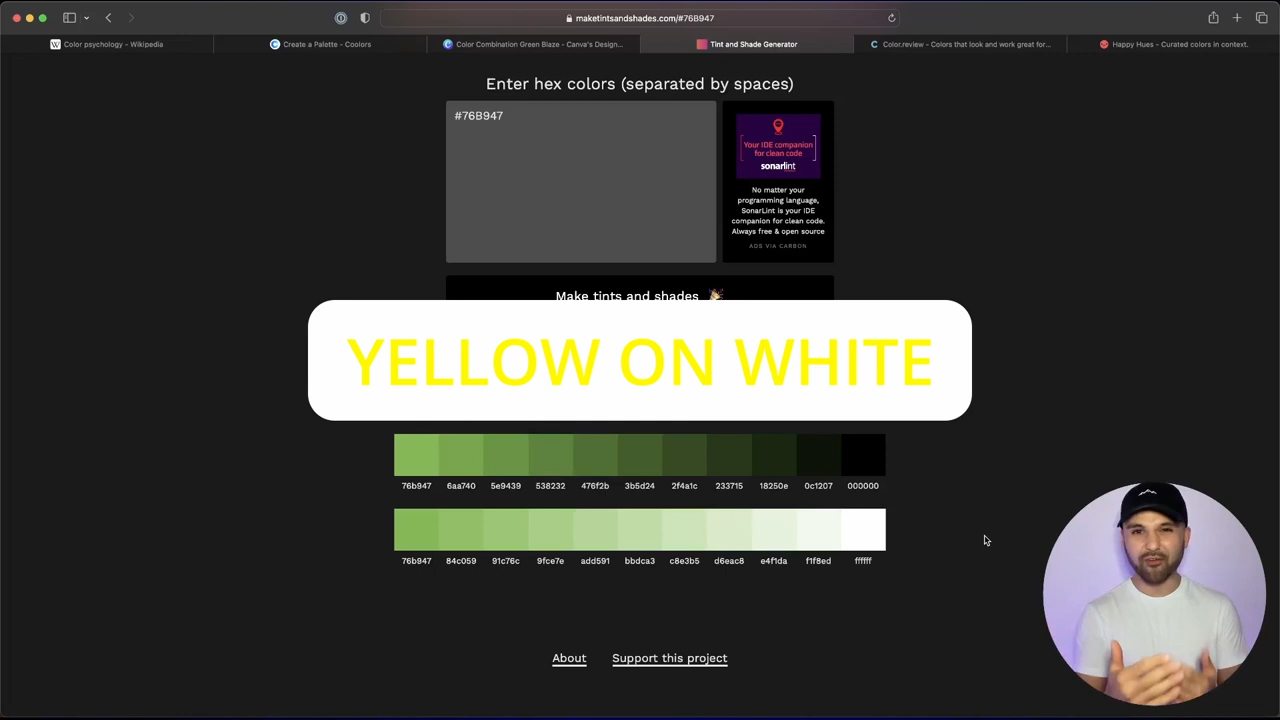 maketintsandshades.com/#76B947
Color psychology - Wikipedia
Create a Palette - Coolors
Color Combination Green Blaze - Canva's Design...
Tint and Shade Generator
Color.review - Colors that look and work great for...
Happy Hues - Curated colors in context.
Enter hex colors (separated by spaces)
#76B947
Your IDE companion
for clean code
sonarlint
No matter your
programming language,
SonarLint is your IDE
companion for clean code.
Always free & open source
ADS VIA CARBON
Make tints and shades 🎉
YELLOW ON WHITE
76b947 6aa740 5e9439 538232 476f2b 3b5d24 2f4a1c 233715 18250e 0c1207 000000
76b947 84c059 91c76c 9fce7e add591 bbdca3 c8e3b5 d6eac8 e4f1da f1f8ed ffffff
About Support this project